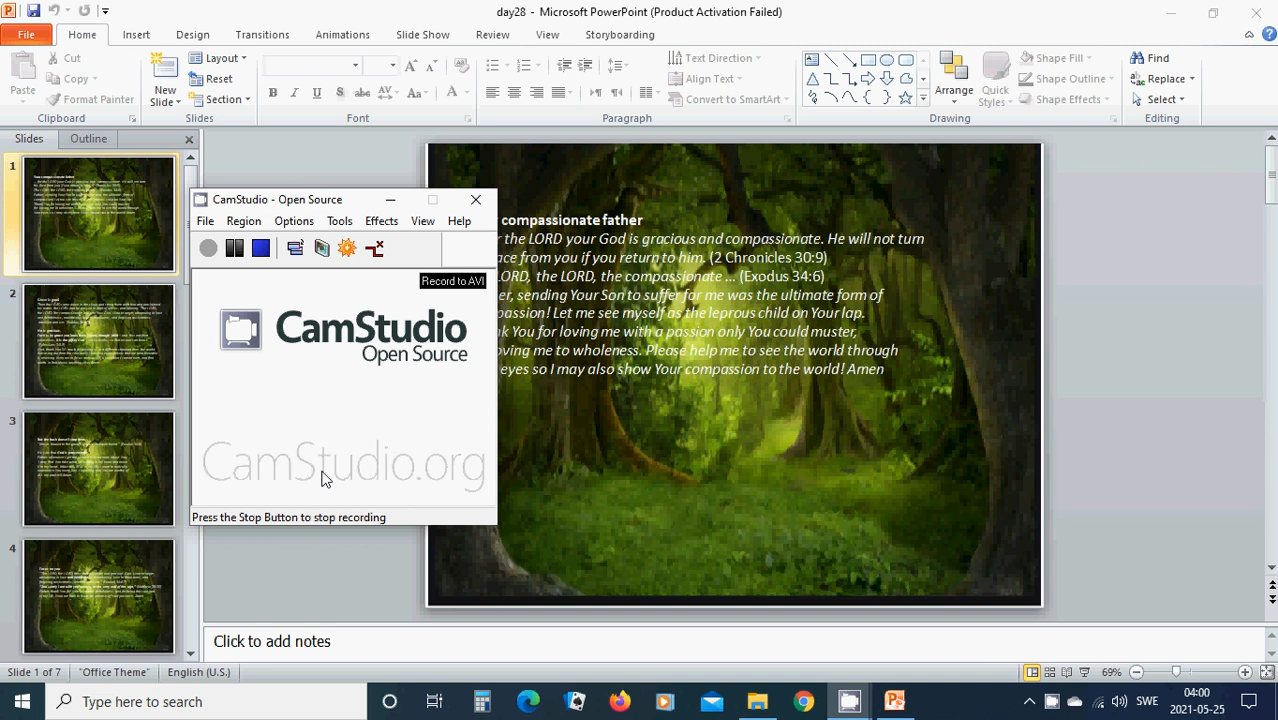 day28 - Microsoft PowerPoint (Product Activation Failed)
File Home Insert Design Transitions Animations Slide Show Review View Storyboarding
Paste
Cut
Copy
Format Painter
Clipboard
New Slide
Layout
Reset
Section
Slides
B I U S abc AV Aa A
Font
Text Direction
Align Text
Convert to SmartArt
Paragraph
Arrange
Quick Styles
Shape Fill
Shape Outline
Shape Effects
Drawing
Find
Replace
Select
Editing
Slides Outline
1
2
3
4
CamStudio - Open Source
File Region Options Tools Effects View Help
Record to AVI
CamStudio
Open Source
CamStudio.org
Press the Stop Button to stop recording
compassionate father
the LORD your God is gracious and compassionate. He will not turn
from you if you return to him. (2 Chronicles 30:9)
LORD, the LORD, the compassionate ... (Exodus 34:6)
sending Your Son to suffer for me was the ultimate form of
Let me see myself as the leprous child on Your lap.
You for loving me with a passion only You could muster,
me to wholeness. Please help me to see the world through
eyes so I may also show Your compassion to the world! Amen
Click to add notes
Slide 1 of 7 "Office Theme" English (U.S.) 69%
Type here to search
SWE
04:00
2021-05-25